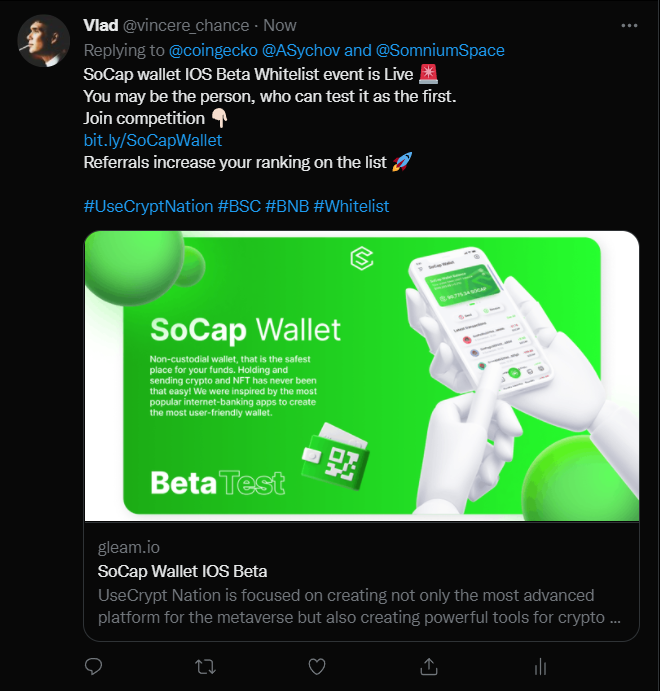 Vlad @vincere_chance · Now
Replying to @coingecko @ASychov and @SomniumSpace
SoCap wallet IOS Beta Whitelist event is Live 🚨
You may be the person, who can test it as the first.
Join competition 👇🏻
bit.ly/SoCapWallet
Referrals increase your ranking on the list 🚀
#UseCryptNation #BSC #BNB #Whitelist
SoCap Wallet
Non-custodial wallet, that is the safest
place for your funds. Holding and
sending crypto and NFT has never been
that easy! We were inspired by the most
popular internet-banking apps to create
the most user-friendly wallet.
Beta Test
SoCap Wallet
Latest transactions
gleam.io
SoCap Wallet IOS Beta
UseCrypt Nation is focused on creating not only the most advanced
platform for the metaverse but also creating powerful tools for crypto ...